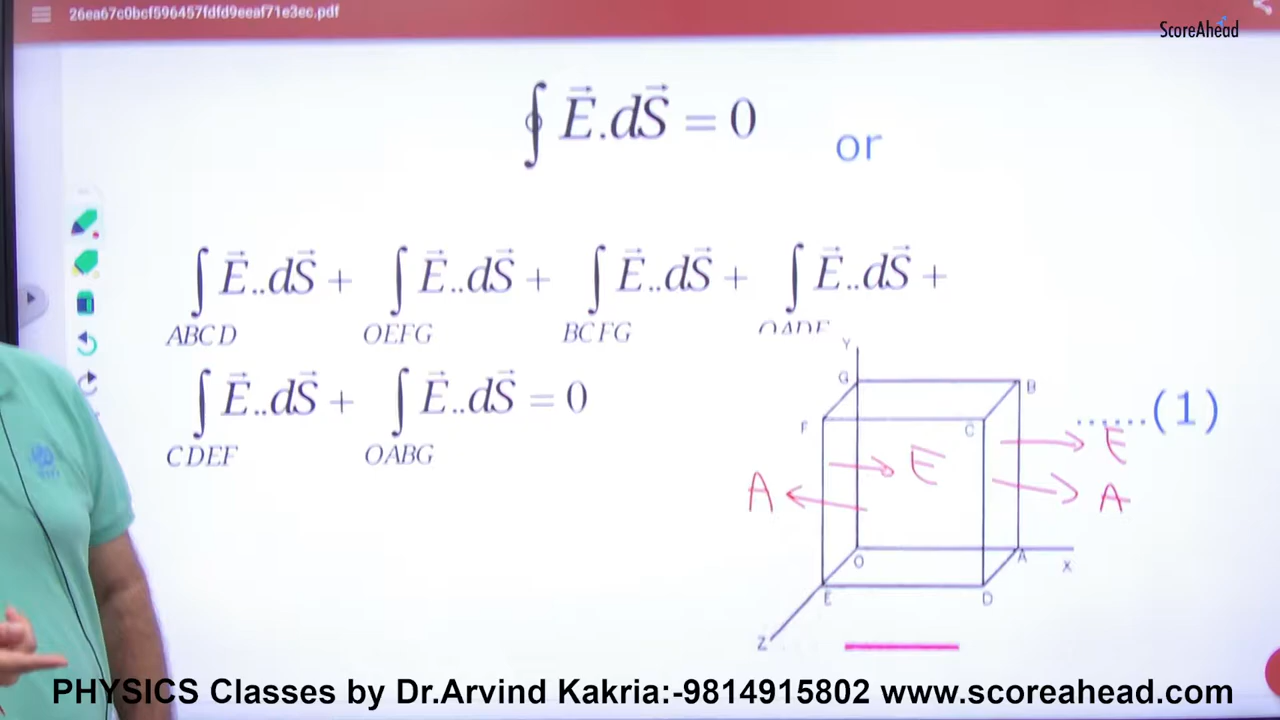 26ea67c0bcf596457fdfd9eeaf71e3ec.pdf
ScoreAhead
∮ E⃗.dS⃗ = 0 or
∫ E⃗..dS⃗ + ∫ E⃗..dS⃗ + ∫ E⃗..dS⃗ + ∫ E⃗..dS⃗ +
ABCD OEFG BCFG OADE
∫ E⃗..dS⃗ + ∫ E⃗..dS⃗ = 0 ......(1)
CDEF OABG
Y
G B
F C
E E
A A
O A X
E D
Z
PHYSICS Classes by Dr.Arvind Kakria:-9814915802 www.scoreahead.com